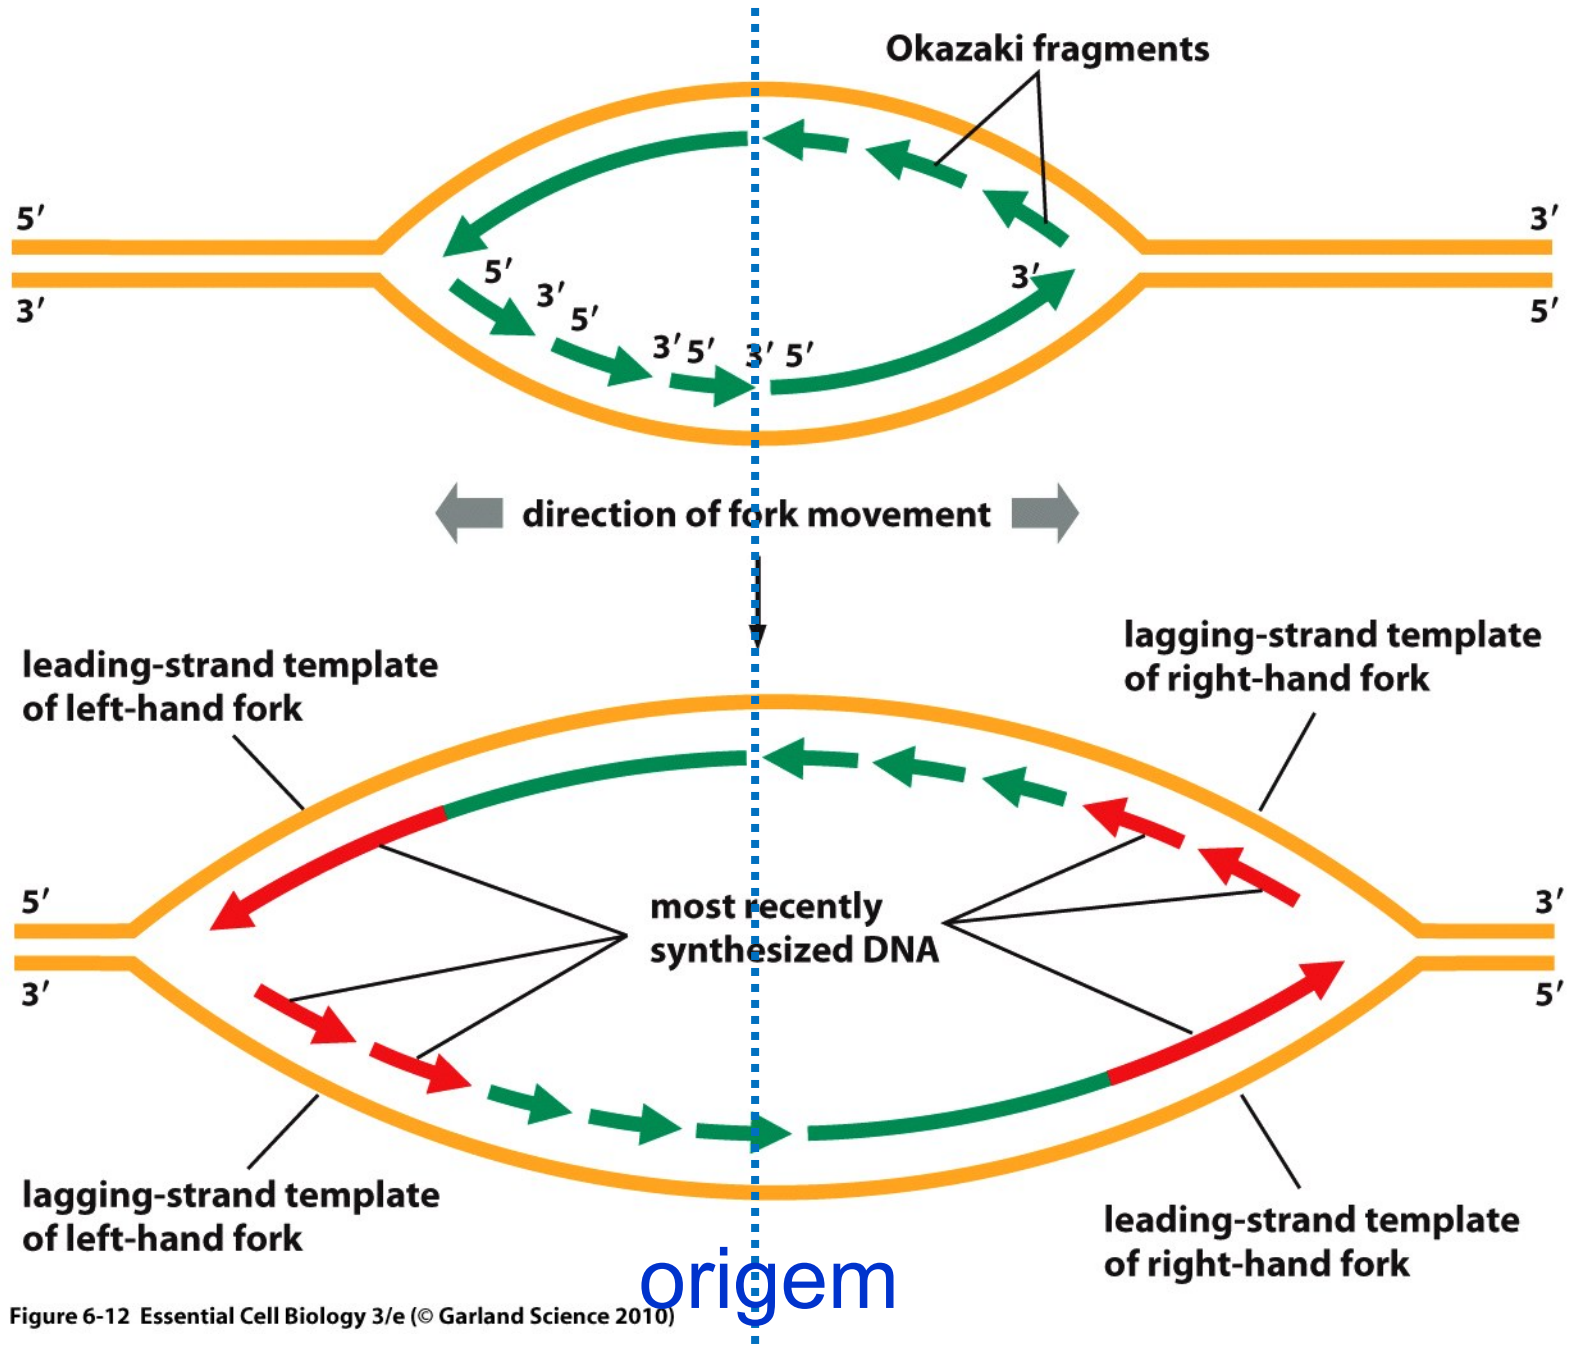 Okazaki fragments
5′
3′
3′
5′
5′
3′
5′
3′ 5′
3′ 5′
3′
direction of fork movement
leading-strand template
of left-hand fork
lagging-strand template
of right-hand fork
5′
3′
most recently
synthesized DNA
3′
5′
lagging-strand template
of left-hand fork
leading-strand template
of right-hand fork
origem
Figure 6-12 Essential Cell Biology 3/e (© Garland Science 2010)